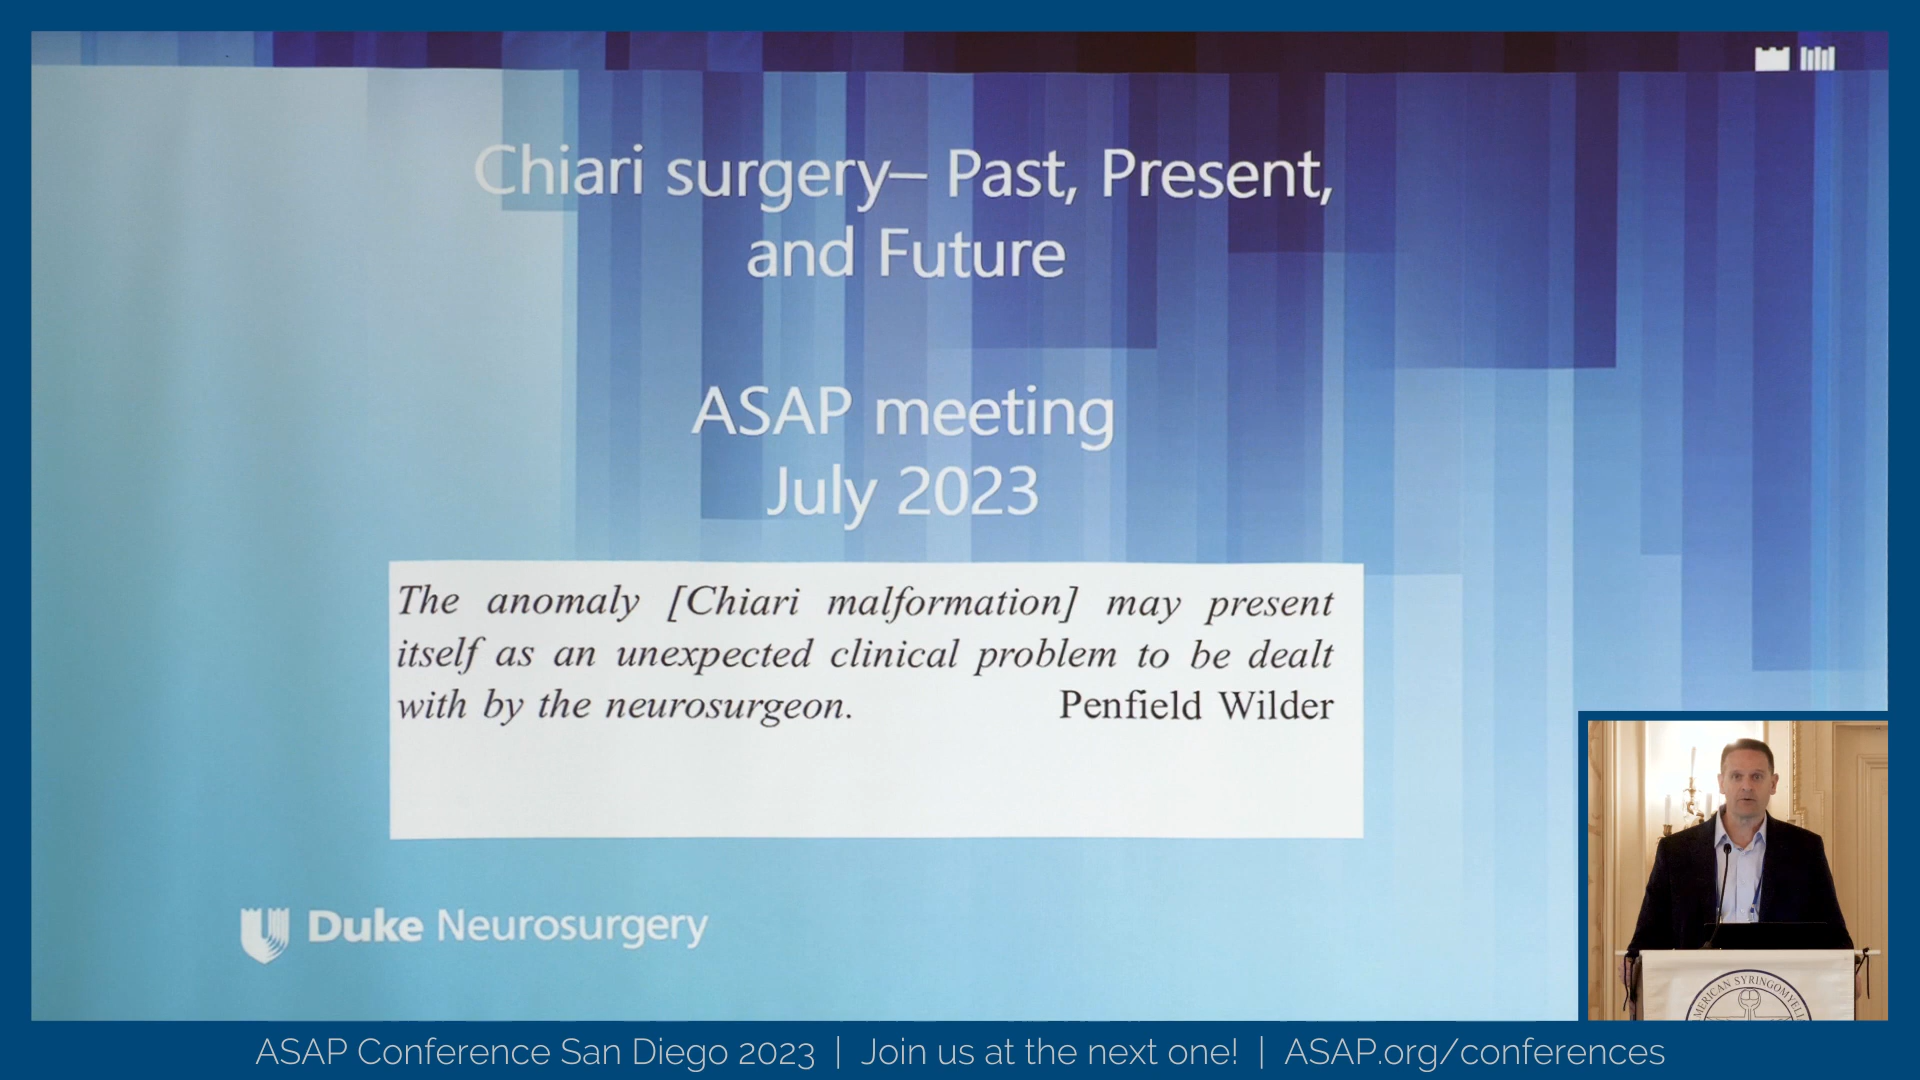 Chiari surgery– Past, Present,
and Future
ASAP meeting
July 2023
The anomaly [Chiari malformation] may present
itself as an unexpected clinical problem to be dealt
with by the neurosurgeon. Penfield Wilder
Duke Neurosurgery
AMERICAN SYRINGOMYELI
ASAP Conference San Diego 2023 | Join us at the next one! | ASAP.org/conferences